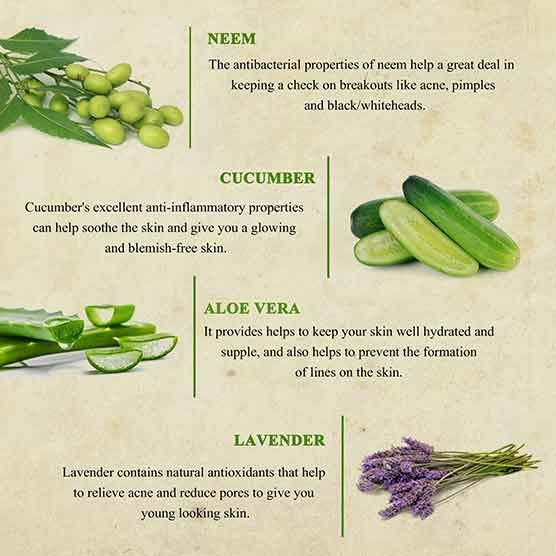 NEEM
The antibacterial properties of neem help a great deal in
keeping a check on breakouts like acne, pimples
and black/whiteheads.
CUCUMBER
Cucumber's excellent anti-inflammatory properties
can help soothe the skin and give you a glowing
and blemish-free skin.
ALOE VERA
It provides helps to keep your skin well hydrated and
supple, and also helps to prevent the formation
of lines on the skin.
LAVENDER
Lavender contains natural antioxidants that help
to relieve acne and reduce pores to give you
young looking skin.